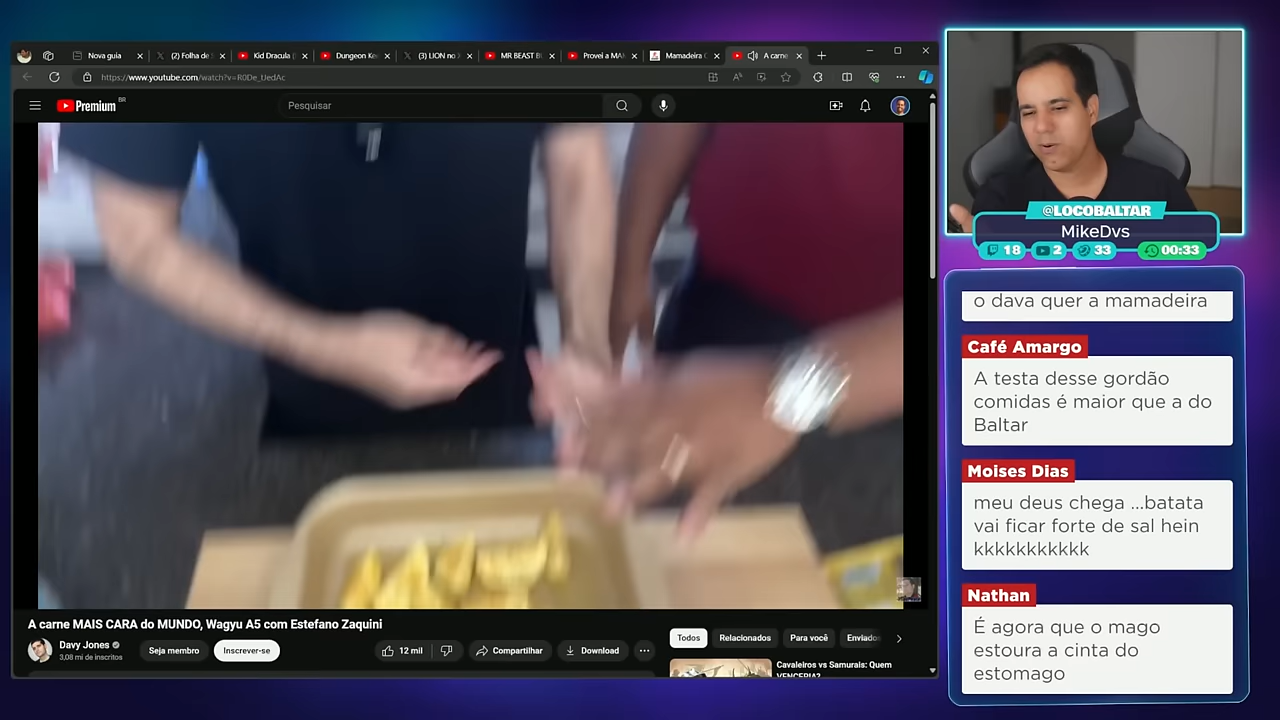 Nova guia
(2) Folha de
Kid Dracula (
Dungeon Ke
(3) LION no
MR BEAST
Provei a MA
Mamadeira
A carne
https://www.youtube.com/watch?v=R0De_UedAc
Premium BR
Pesquisar
A carne MAIS CARA do MUNDO, Wagyu A5 com Estefano Zaquini
Davy Jones
3,08 mi de inscritos
Seja membro
Inscrever-se
12 mil
Compartilhar
Download
Todos
Relacionados
Para você
Enviados
Cavaleiros vs Samurais: Quem
VENCERIA?
@LOCOBALTAR
MikeDvs
18
2
33
00:33
o dava quer a mamadeira
Café Amargo
A testa desse gordão
comidas é maior que a do
Baltar
Moises Dias
meu deus chega ...batata
vai ficar forte de sal hein
kkkkkkkkkkk
Nathan
É agora que o mago
estoura a cinta do
estomago